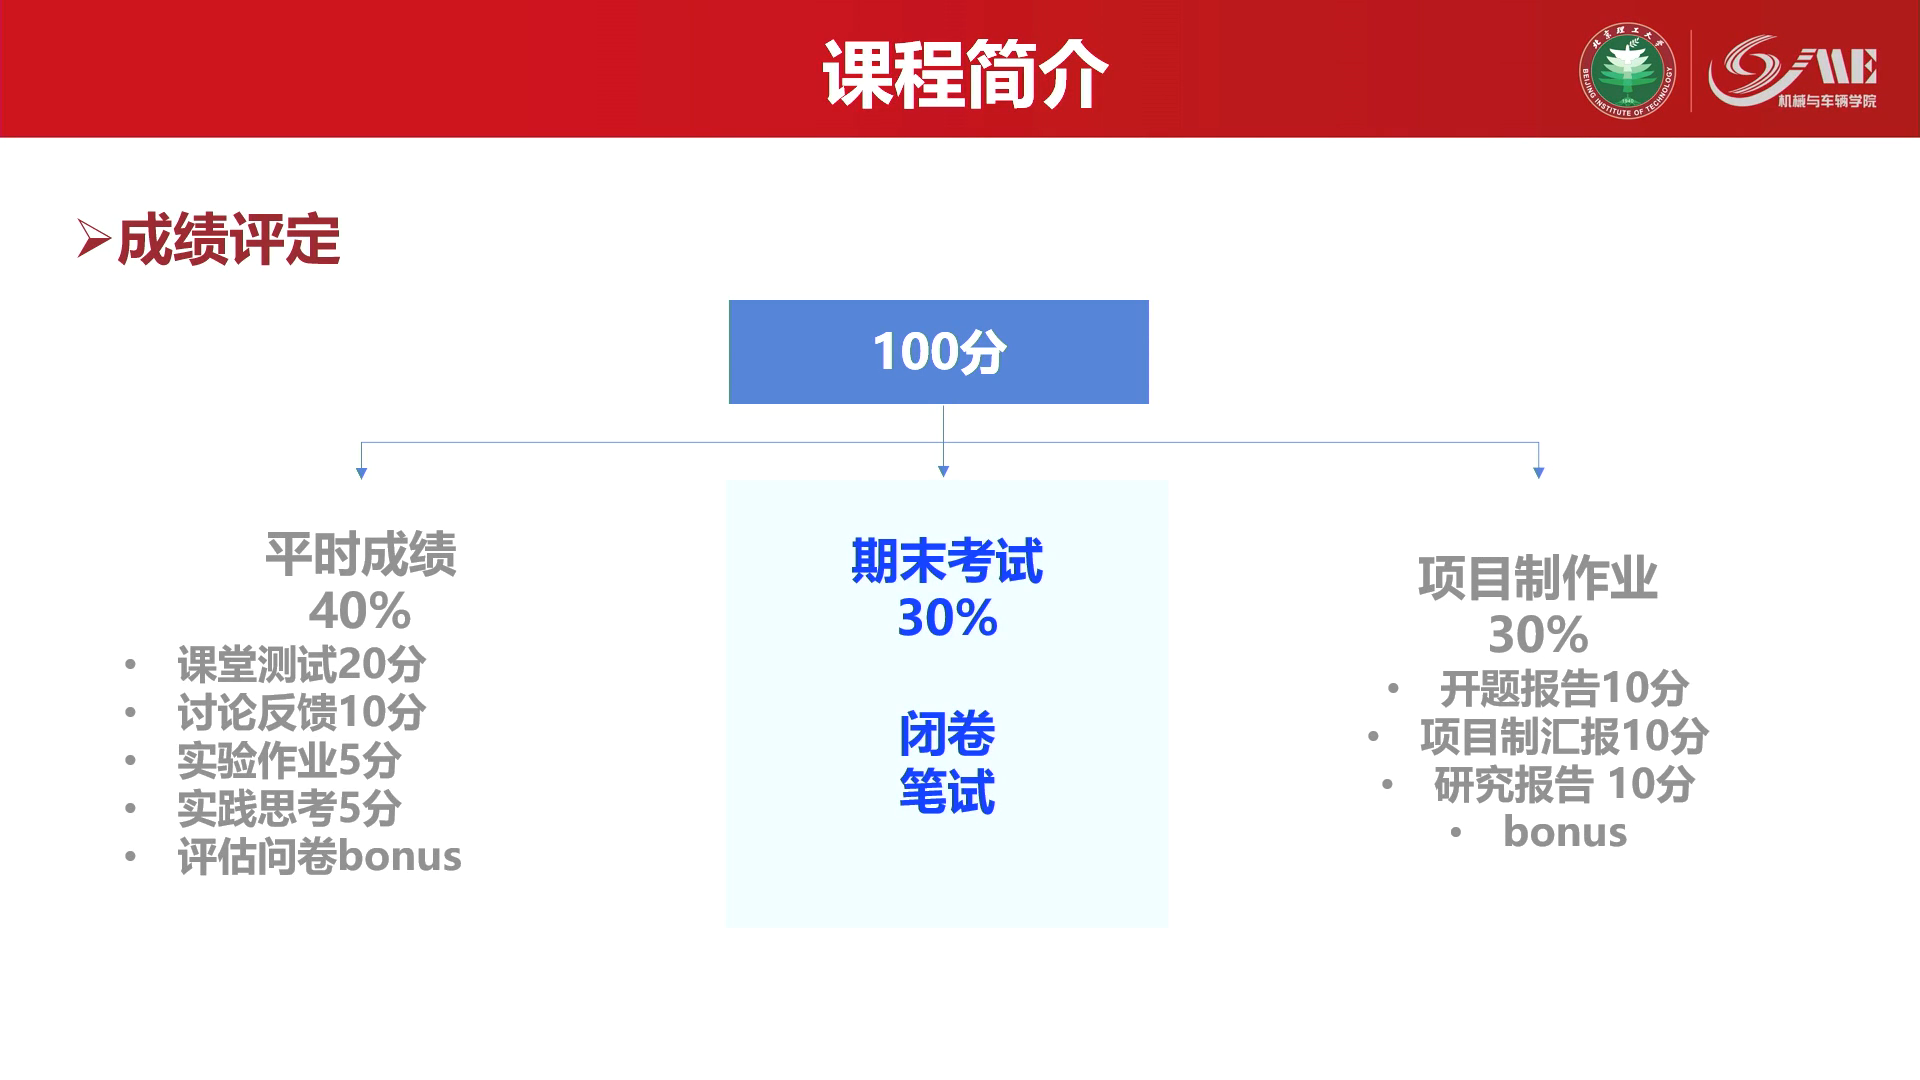 课程简介
北京理工大学
BEIJING INSTITUTE OF TECHNOLOGY
1940
SME
机械与车辆学院
➢成绩评定
100分
平时成绩
40%
• 课堂测试20分
• 讨论反馈10分
• 实验作业5分
• 实践思考5分
• 评估问卷bonus
期末考试
30%
闭卷
笔试
项目制作业
30%
• 开题报告10分
• 项目制汇报10分
• 研究报告 10分
• bonus